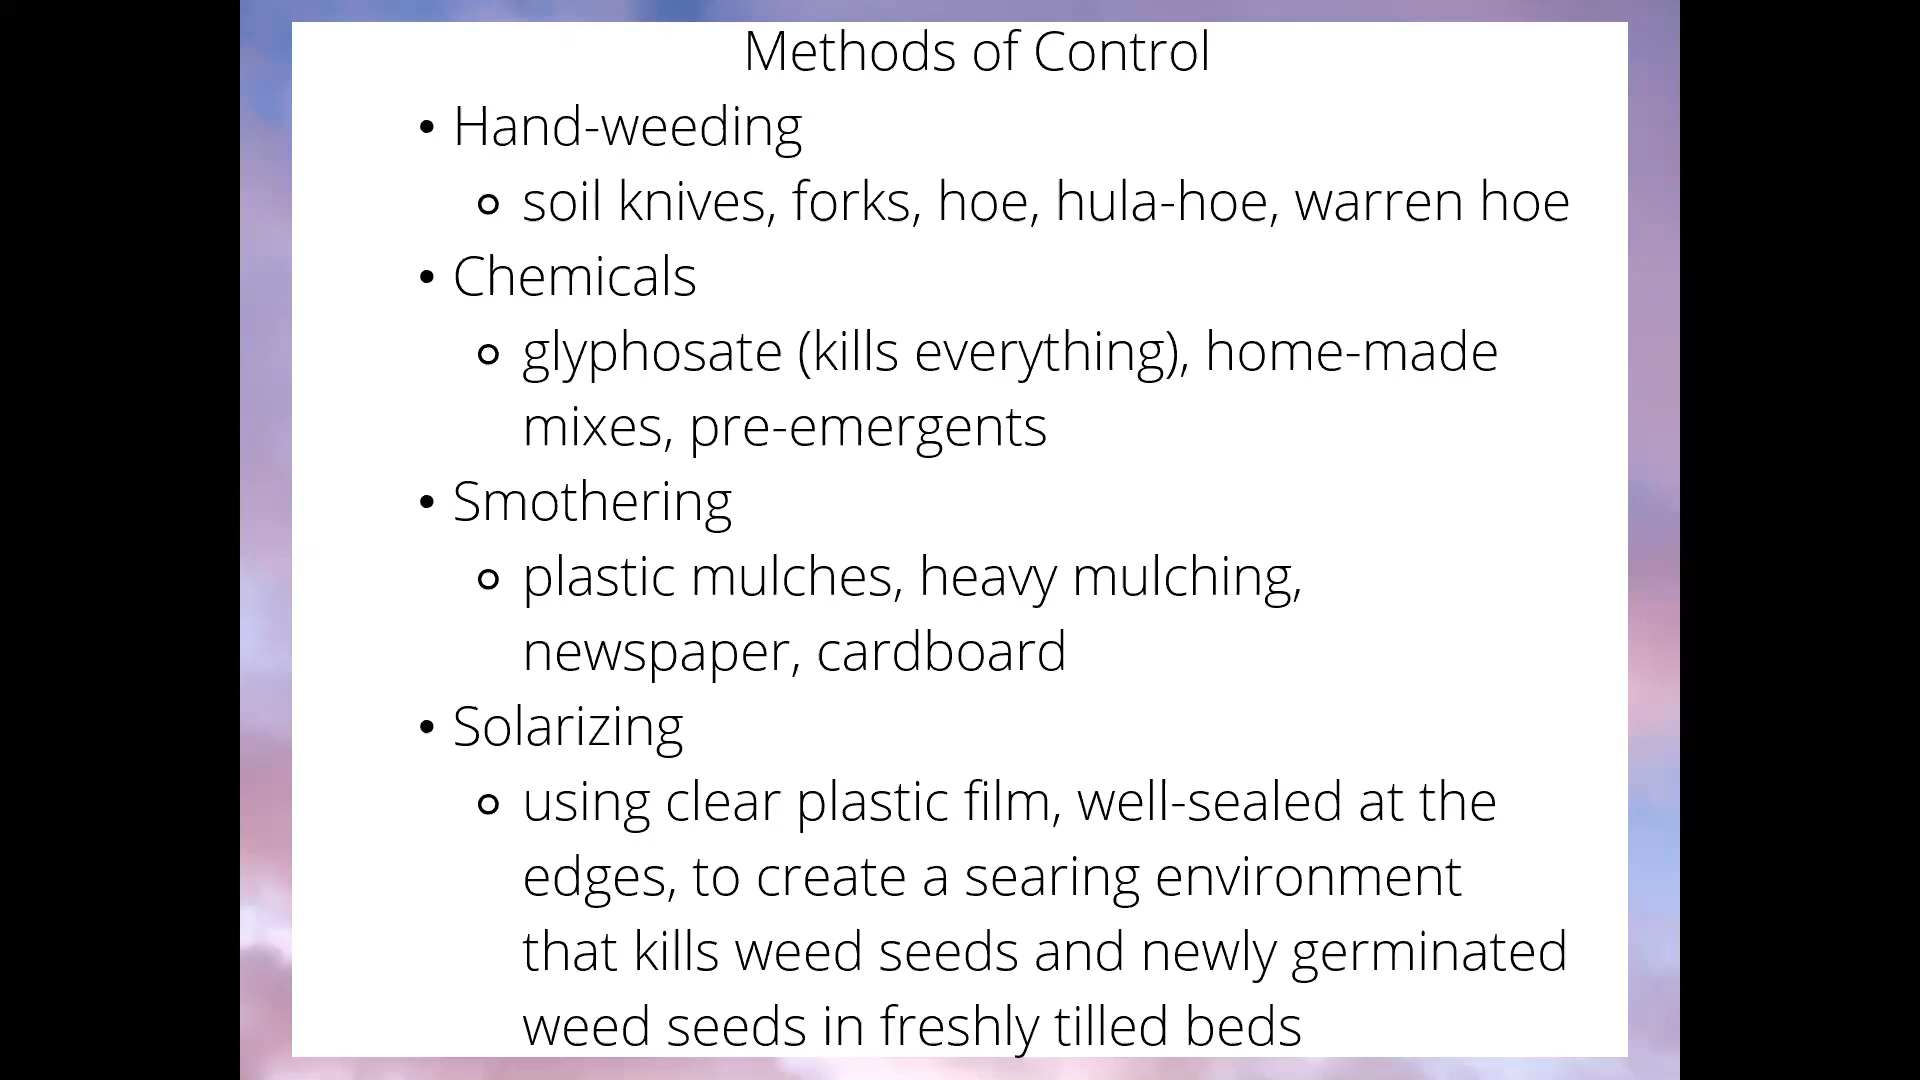 Methods of Control
• Hand-weeding
⚬ soil knives, forks, hoe, hula-hoe, warren hoe
• Chemicals
⚬ glyphosate (kills everything), home-made
mixes, pre-emergents
• Smothering
⚬ plastic mulches, heavy mulching,
newspaper, cardboard
• Solarizing
⚬ using clear plastic film, well-sealed at the
edges, to create a searing environment
that kills weed seeds and newly germinated
weed seeds in freshly tilled beds